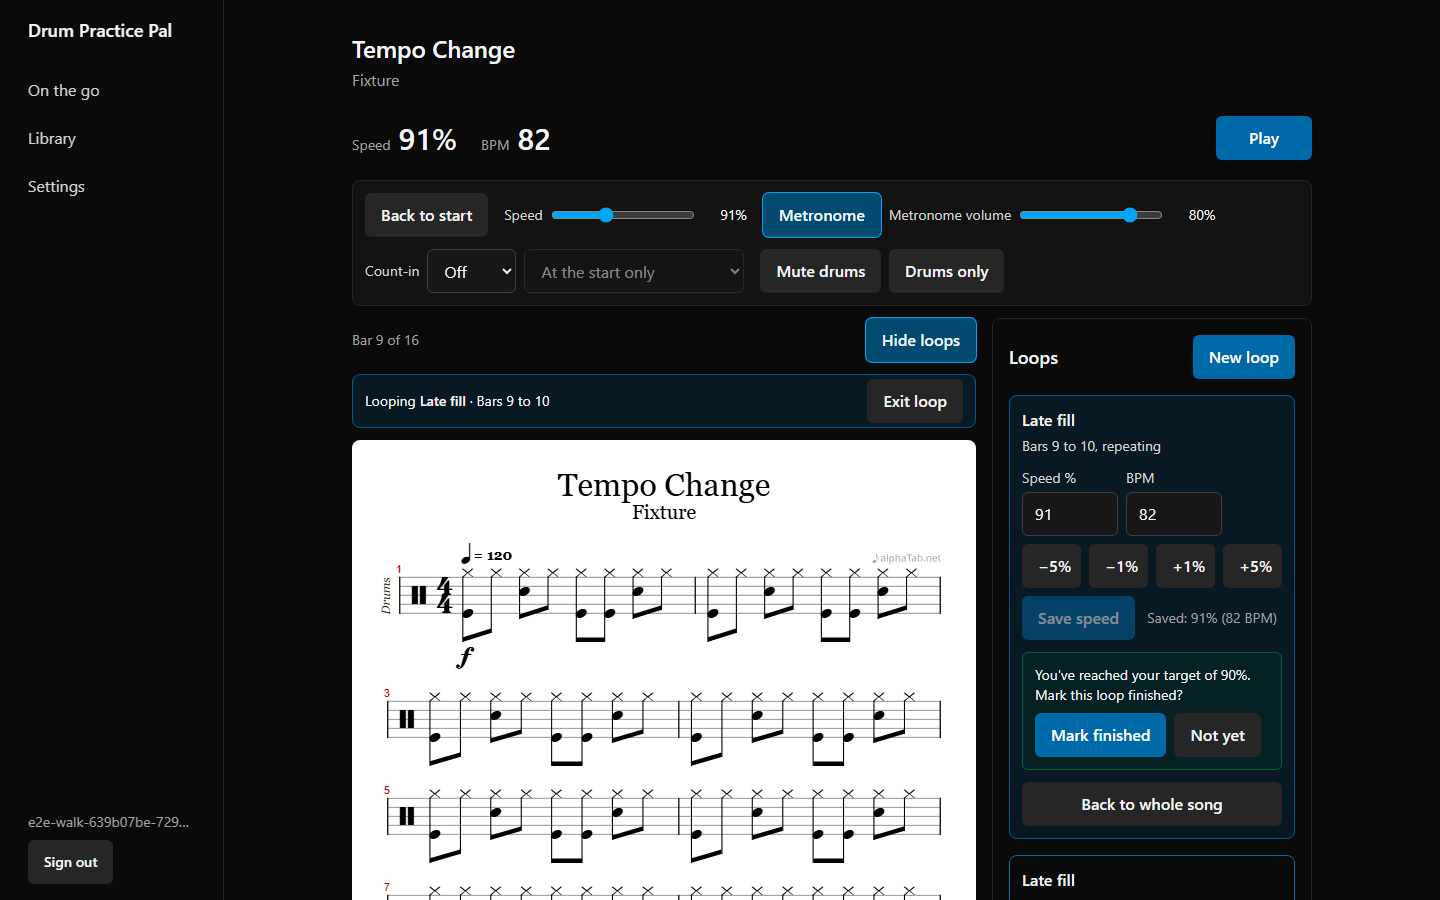 Drum Practice Pal
On the go
Library
Settings
e2e-walk-639b07be-729...
Sign out
Tempo Change
Fixture
Speed 91% BPM 82
Play
Back to start Speed 91% Metronome Metronome volume 80%
Count-in Off At the start only Mute drums Drums only
Bar 9 of 16
Hide loops
Looping Late fill · Bars 9 to 10
Exit loop
Tempo Change
Fixture
= 120
alphaTab.net
1
Drums
4
4
f
3
5
7
Loops
New loop
Late fill
Bars 9 to 10, repeating
Speed % BPM
91 82
−5% −1% +1% +5%
Save speed Saved: 91% (82 BPM)
You've reached your target of 90%.
Mark this loop finished?
Mark finished Not yet
Back to whole song
Late fill